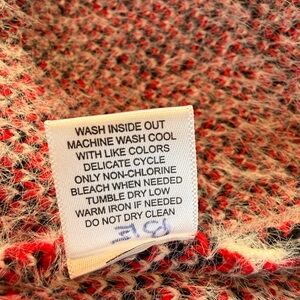 WASH INSIDE OUT
MACHINE WASH COOL
WITH LIKE COLORS
DELICATE CYCLE
ONLY NON-CHLORINE
BLEACH WHEN NEEDED
TUMBLE DRY LOW
WARM IRON IF NEEDED
DO NOT DRY CLEAN